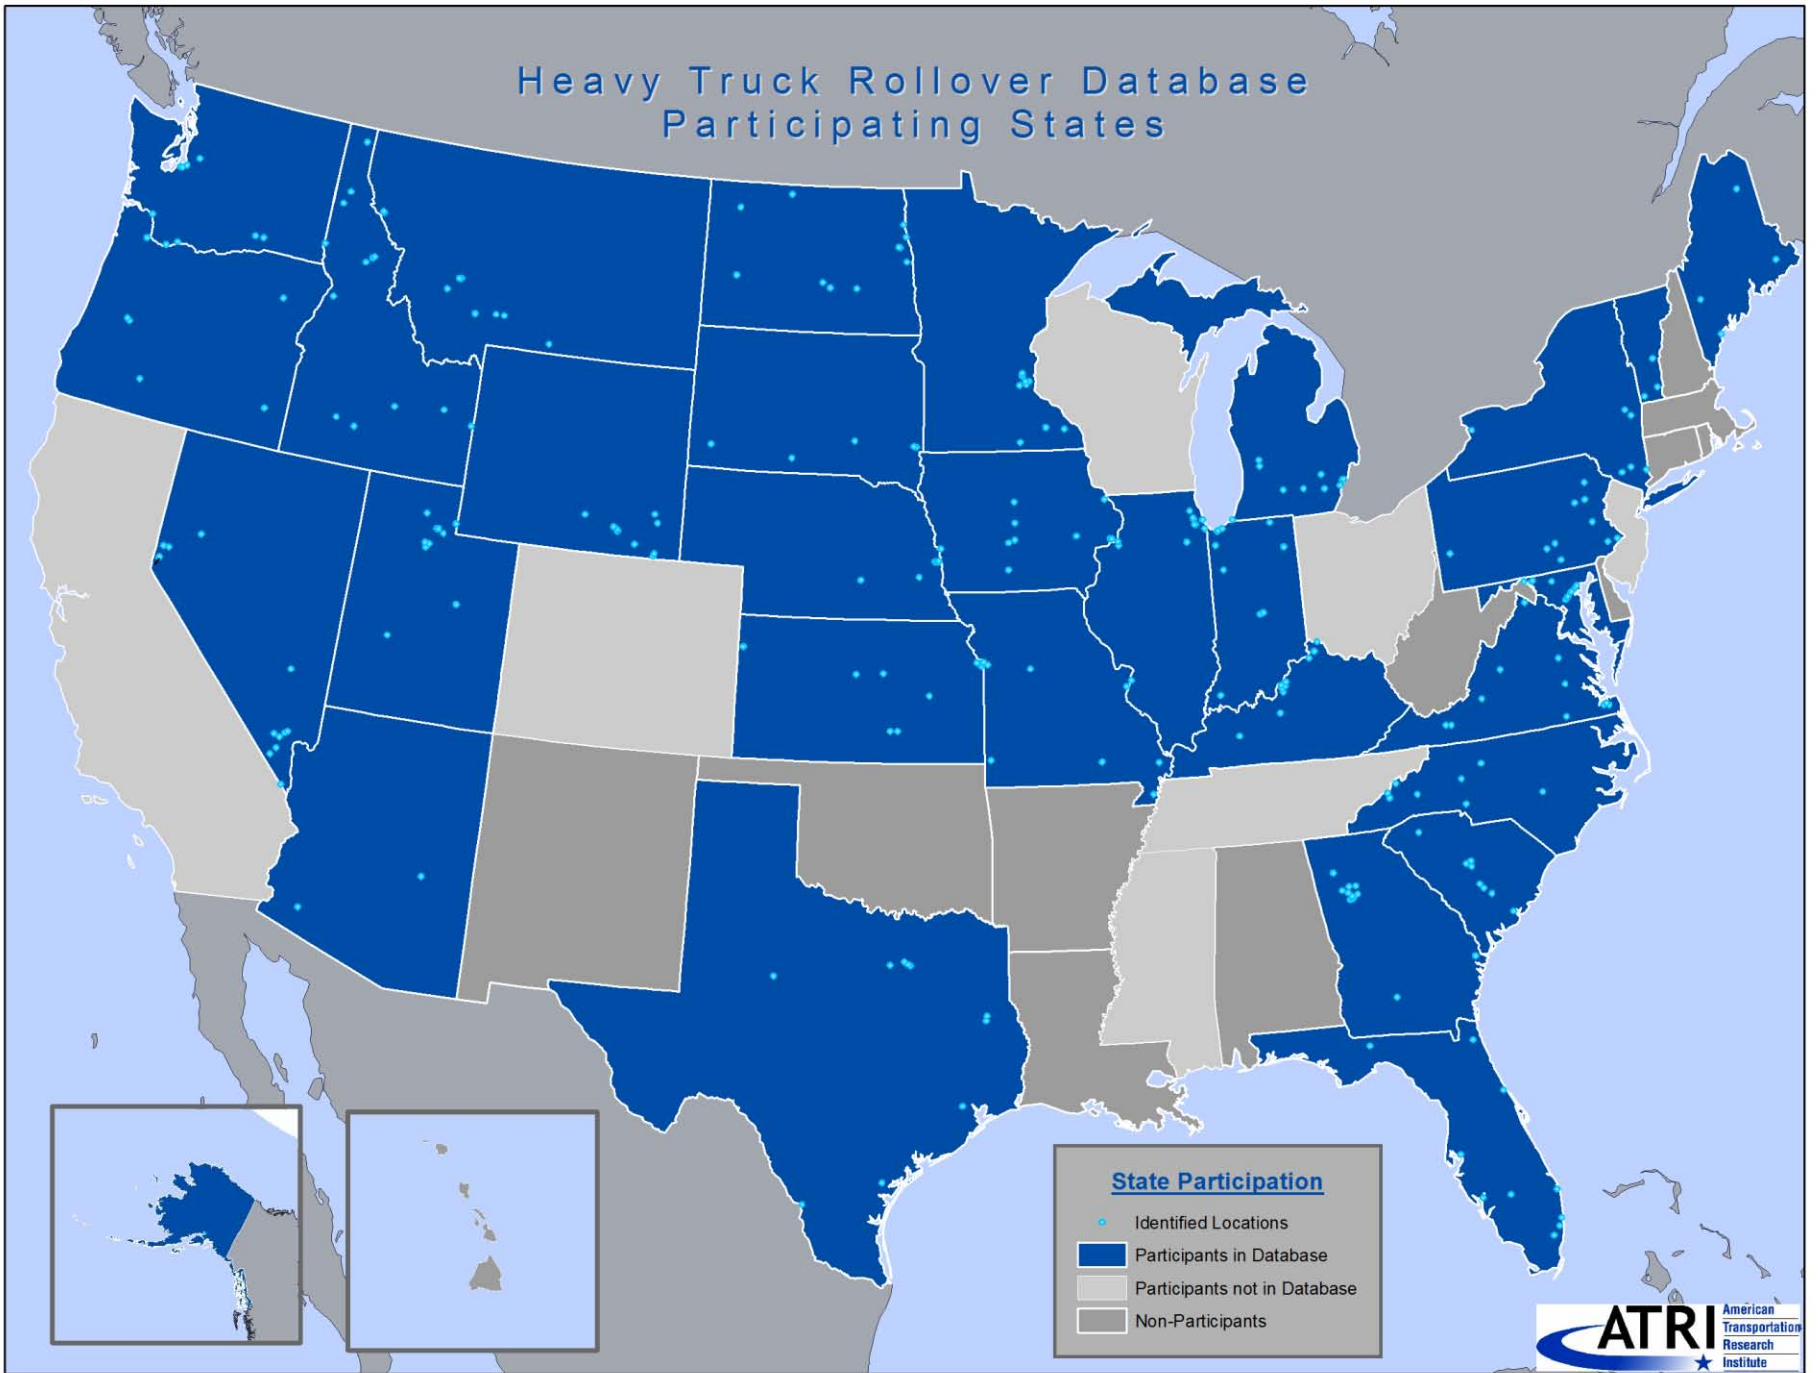 Heavy Truck Rollover Database
Participating States
State Participation
Identified Locations
Participants in Database
Participants not in Database
Non-Participants
ATRI
American
Transportation
Research
Institute